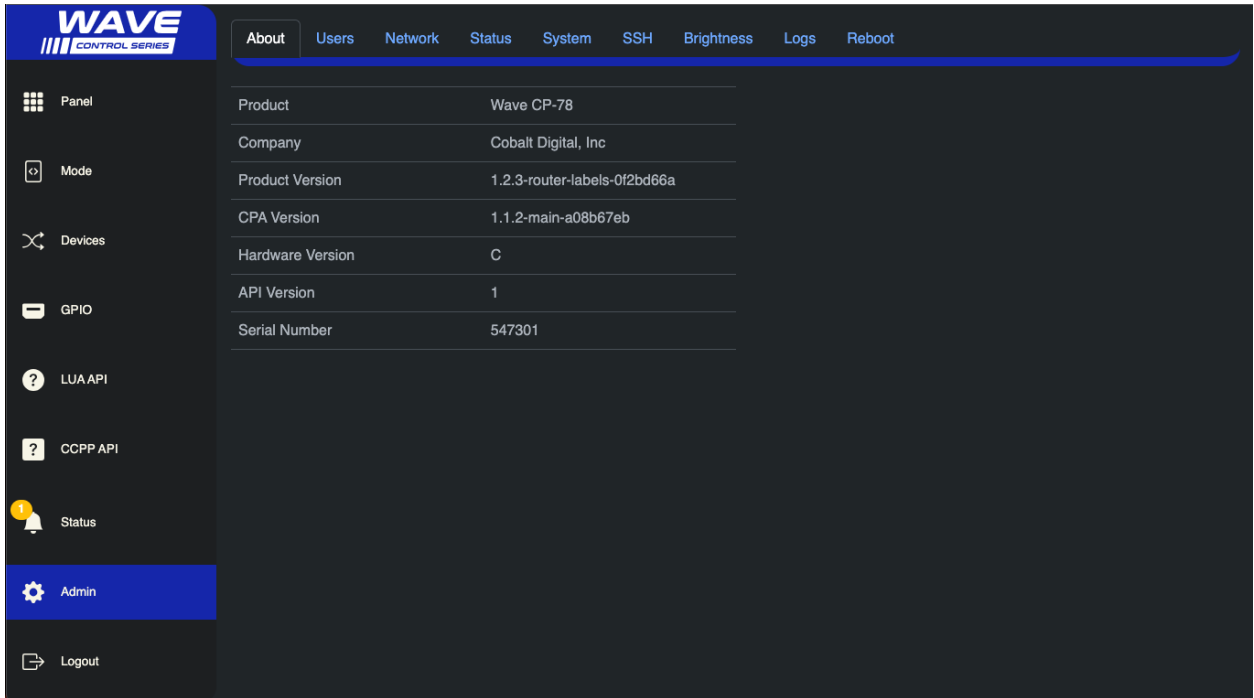 WAVE
CONTROL SERIES
About Users Network Status System SSH Brightness Logs Reboot
Panel
Mode
Devices
GPIO
LUA API
CCPP API
1
Status
Admin
Logout
Product Wave CP-78
Company Cobalt Digital, Inc
Product Version 1.2.3-router-labels-0f2bd66a
CPA Version 1.1.2-main-a08b67eb
Hardware Version C
API Version 1
Serial Number 547301